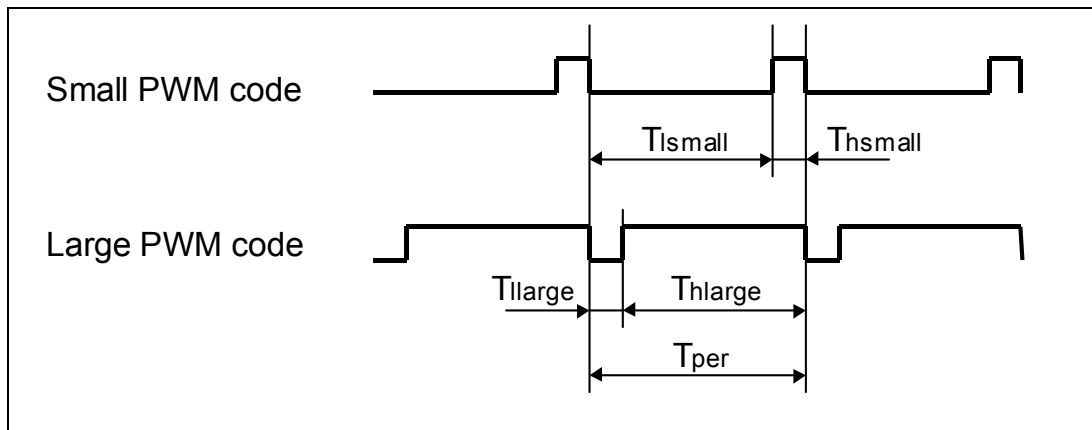 Small PWM code
Tlsmall
Thsmall
Large PWM code
Tllarge
Thlarge
Tper